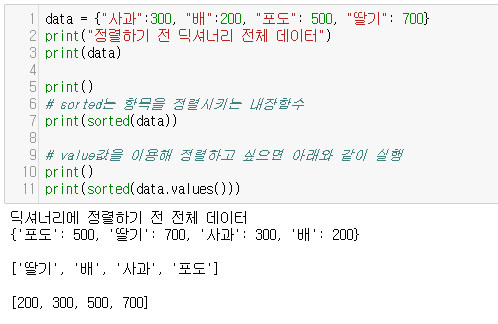 1 data = {"사과":300, "배":200, "포도": 500, "딸기": 700}
2 print("정렬하기 전 딕셔너리 전체 데이터")
3 print(data)
4
5 print()
6 # sorted는 항목을 정렬시키는 내장함수
7 print(sorted(data))
8
9 # value값을 이용해 정렬하고 싶으면 아래와 같이 실행
10 print()
11 print(sorted(data.values()))
딕셔너리에 정렬하기 전 전체 데이터
{'포도': 500, '딸기': 700, '사과': 300, '배': 200}
['딸기', '배', '사과', '포도']
[200, 300, 500, 700]